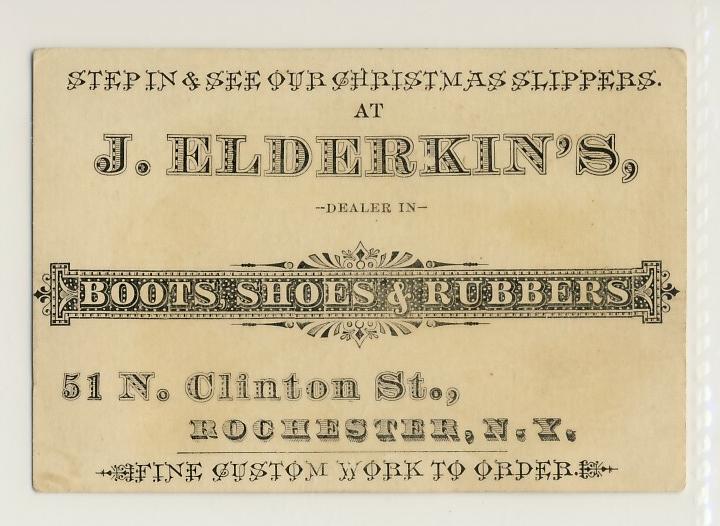 STEP IN & SEE OUR CHRISTMAS SLIPPERS.
AT
J. ELDERKIN'S,
--DEALER IN--
BOOTS, SHOES & RUBBERS
51 N. Clinton St.,
ROCHESTER, N.Y.
FINE CUSTOM WORK TO ORDER.